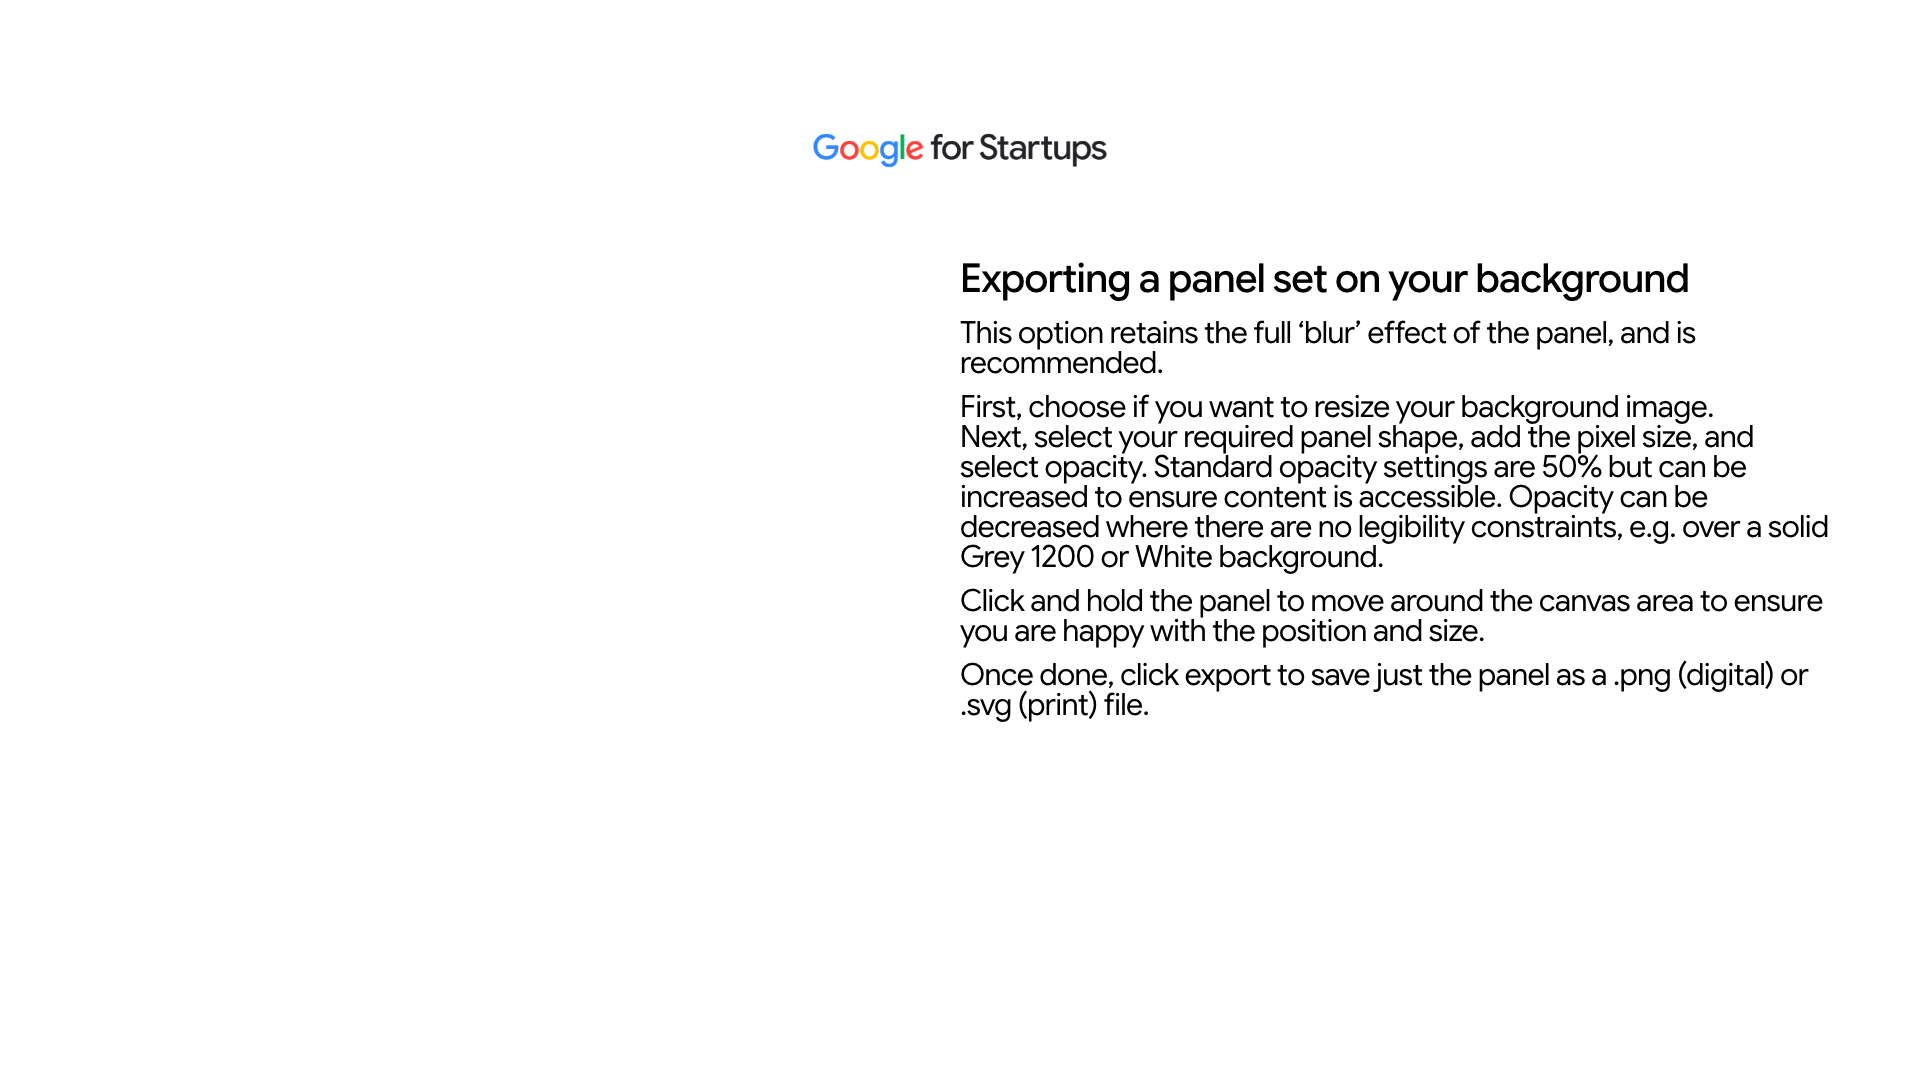 Google for Startups
Exporting a panel set on your background
This option retains the full ‘blur’ effect of the panel, and is
recommended.
First, choose if you want to resize your background image.
Next, select your required panel shape, add the pixel size, and
select opacity. Standard opacity settings are 50% but can be
increased to ensure content is accessible. Opacity can be
decreased where there are no legibility constraints, e.g. over a solid
Grey 1200 or White background.
Click and hold the panel to move around the canvas area to ensure
you are happy with the position and size.
Once done, click export to save just the panel as a .png (digital) or
.svg (print) file.